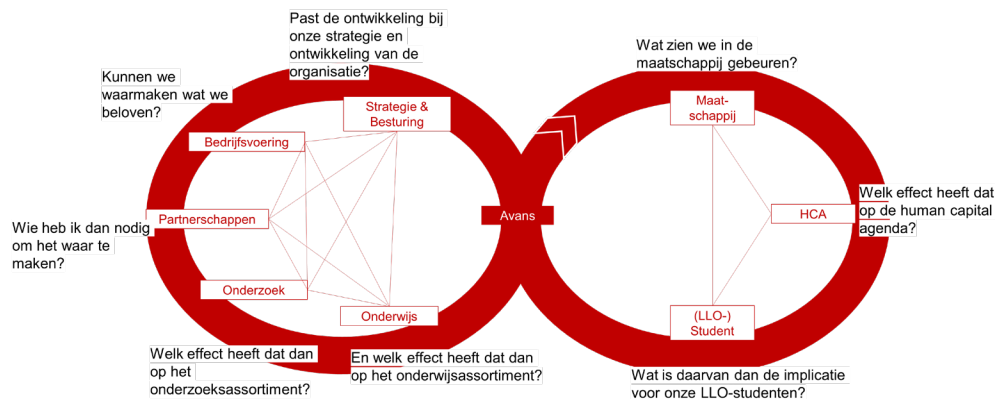 Past de ontwikkeling bij
onze strategie en
ontwikkeling van de
organisatie?
Kunnen we
waarmaken wat we
beloven?
Strategie &
Besturing
Bedrijfsvoering
Partnerschappen
Wie heb ik dan nodig
om het waar te
maken?
Onderzoek
Onderwijs
Welk effect heeft dat dan
op het
onderzoeksassortiment?
En welk effect heeft dat dan
op het onderwijsassortiment?
Avans
Wat zien we in de
maatschappij gebeuren?
Maat-
schappij
HCA
Welk effect heeft dat
op de human capital
agenda?
(LLO-)
Student
Wat is daarvan dan de implicatie
voor onze LLO-studenten?